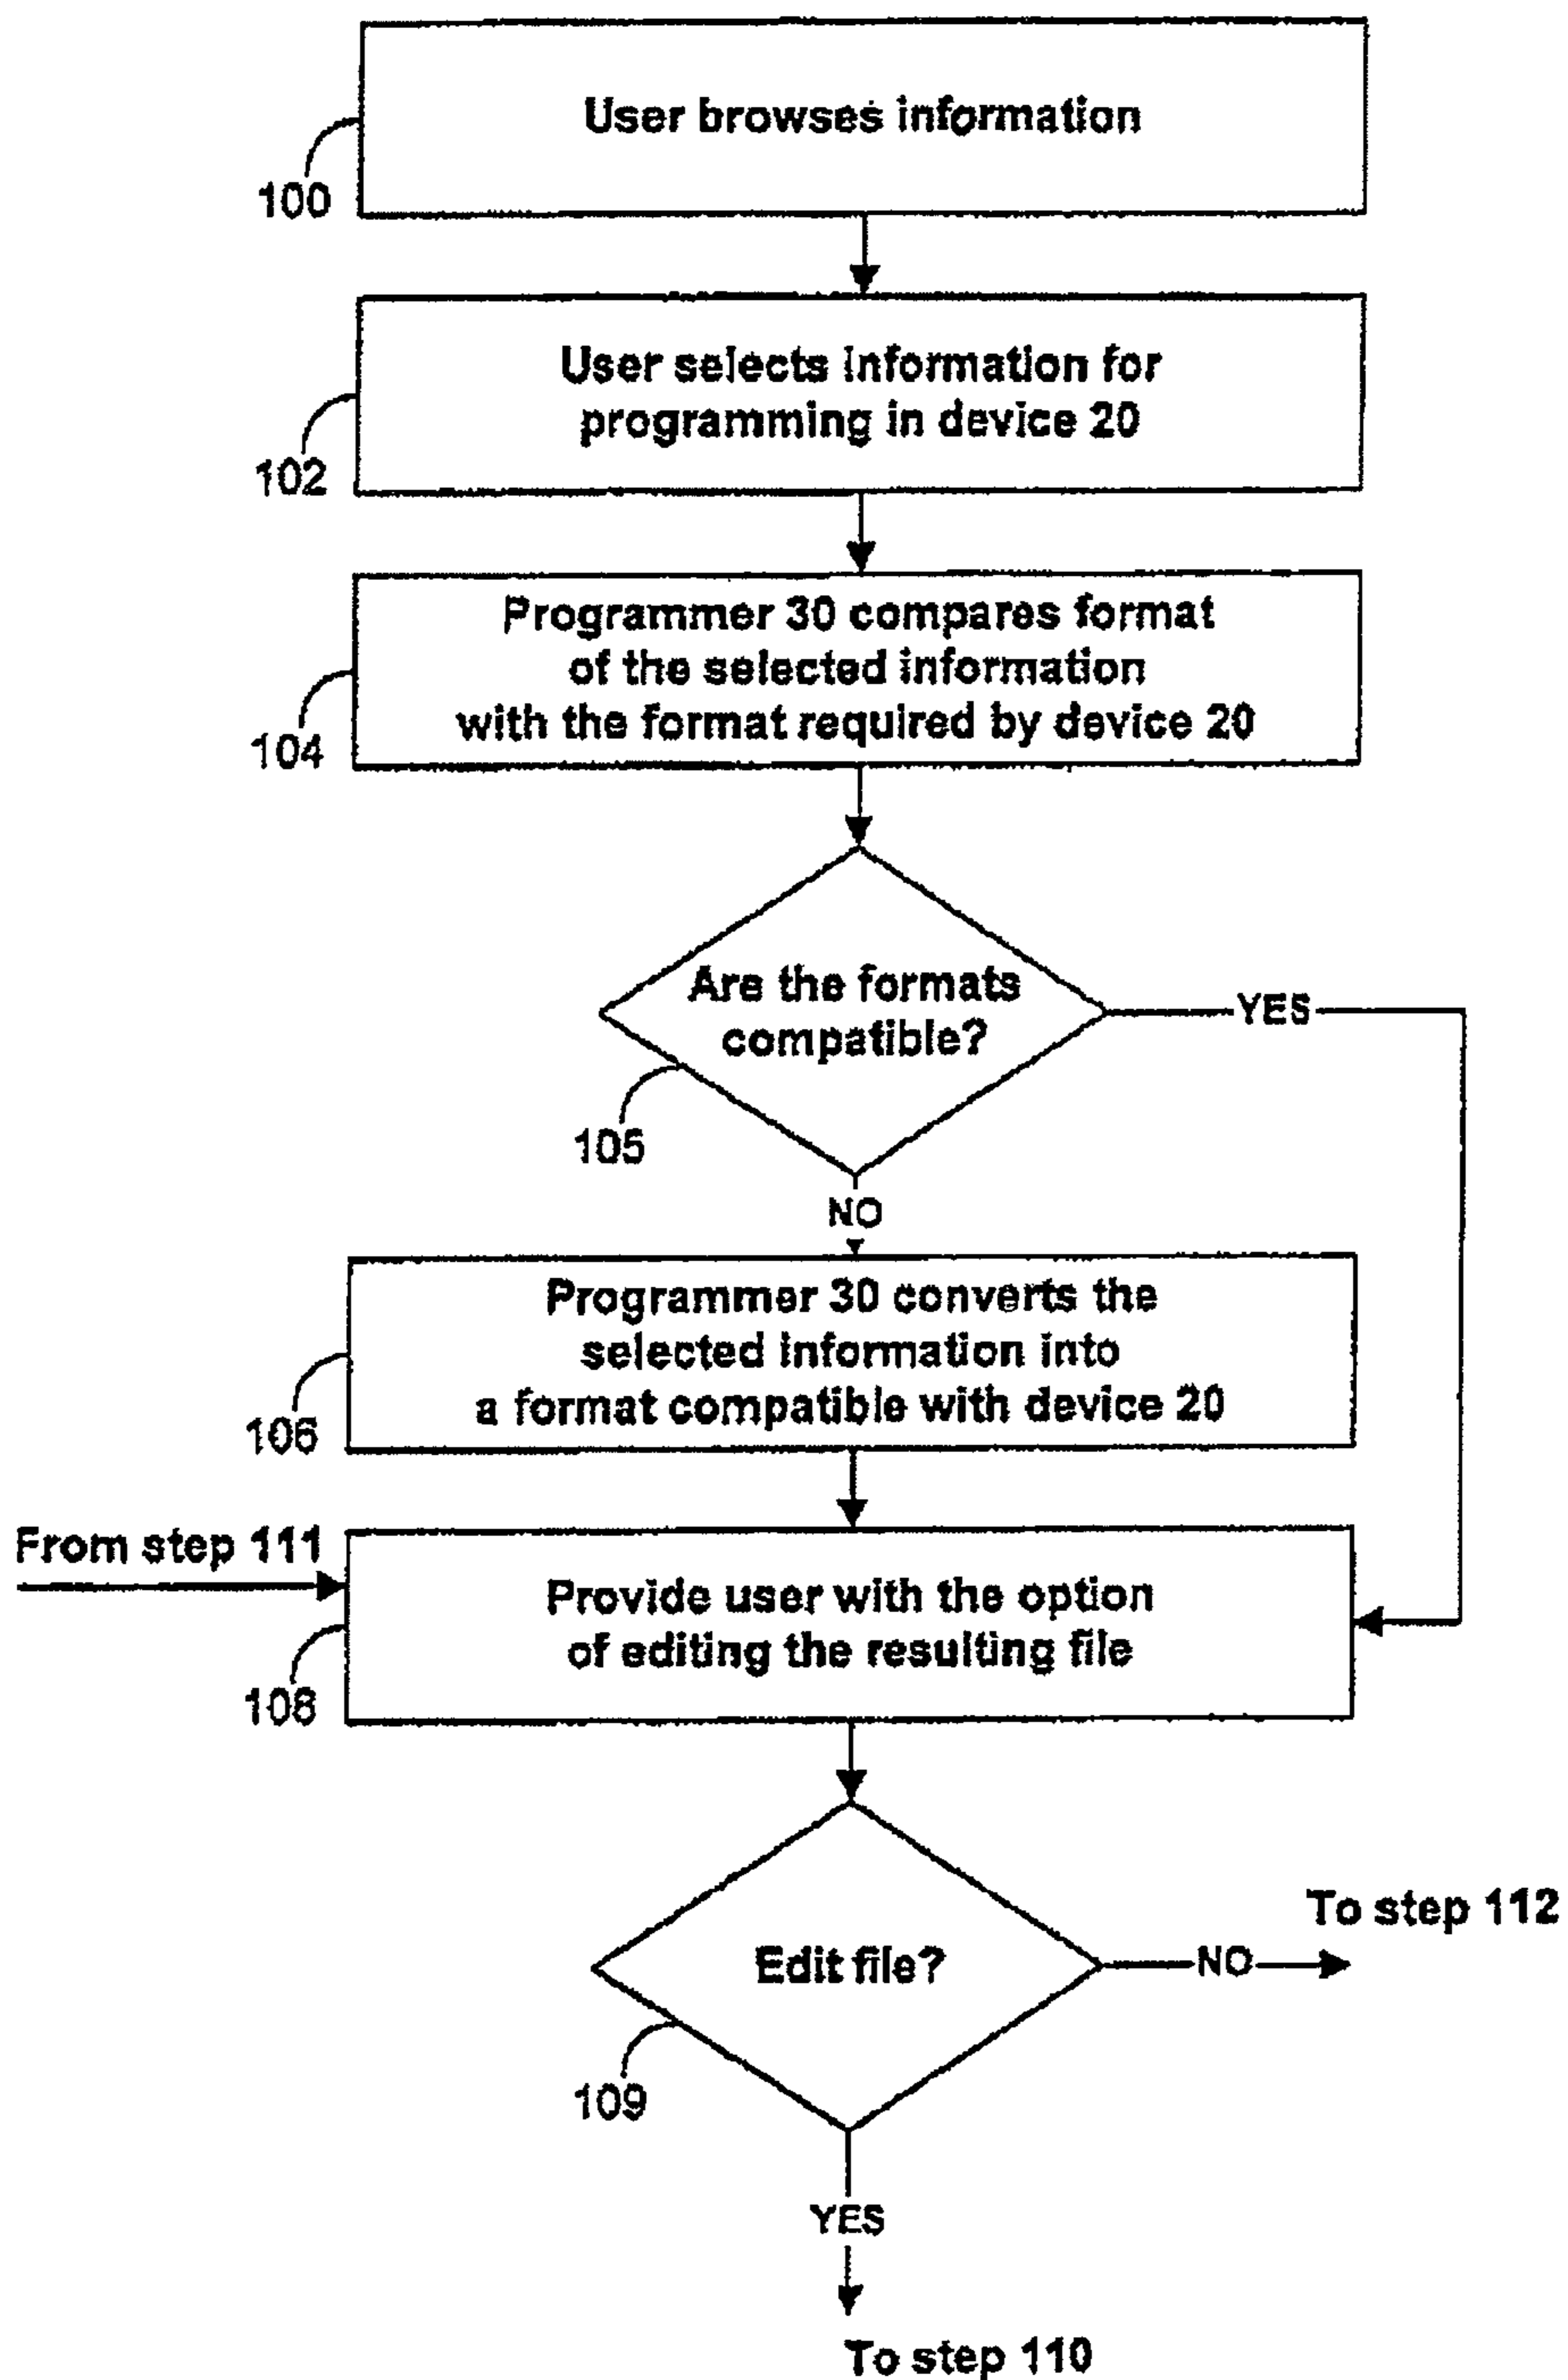 User browses information
100
User selects information for
programming in device 20
102
Programmer 30 compares format
of the selected information
with the format required by device 20
104
Are the formats
compatible?
YES
105
NO
Programmer 30 converts the
selected information into
a format compatible with device 20
106
From step 111
Provide user with the option
of editing the resulting file
108
To step 112
Edit file?
NO
109
YES
To step 110